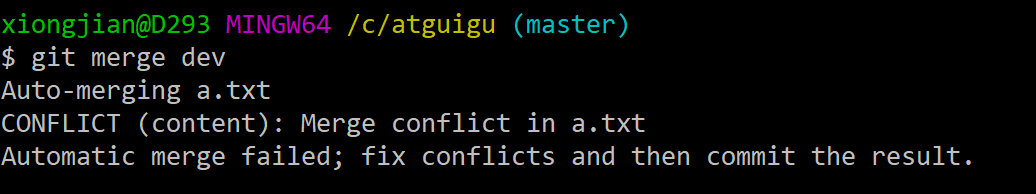 xiongjian@D293 MINGW64 /c/atguigu (master)
$ git merge dev
Auto-merging a.txt
CONFLICT (content): Merge conflict in a.txt
Automatic merge failed; fix conflicts and then commit the result.